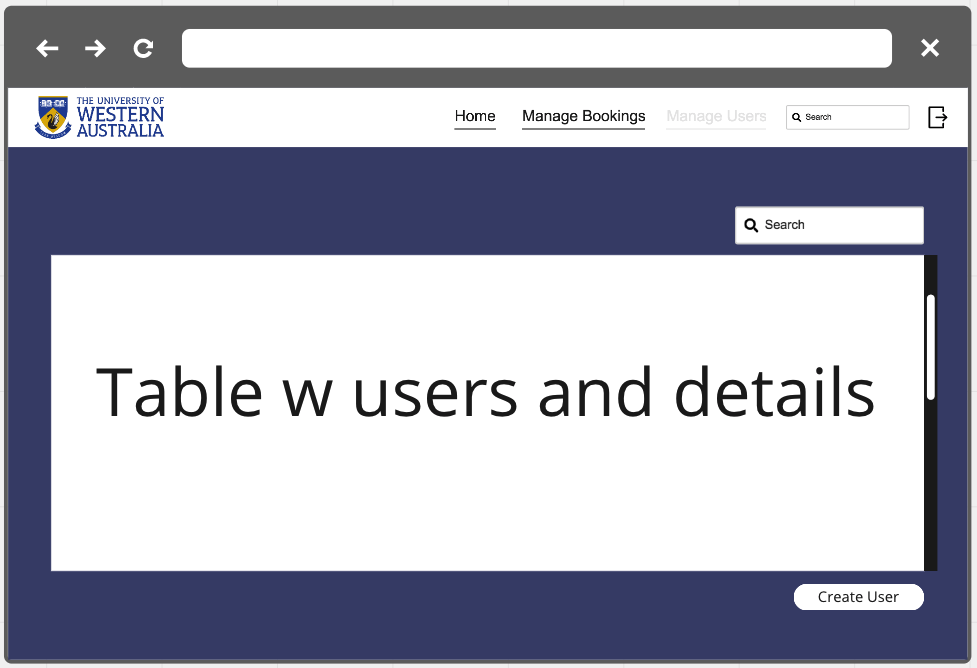 THE UNIVERSITY OF
WESTERN
AUSTRALIA
Home Manage Bookings Manage Users Search
Search
Table w users and details
Create User